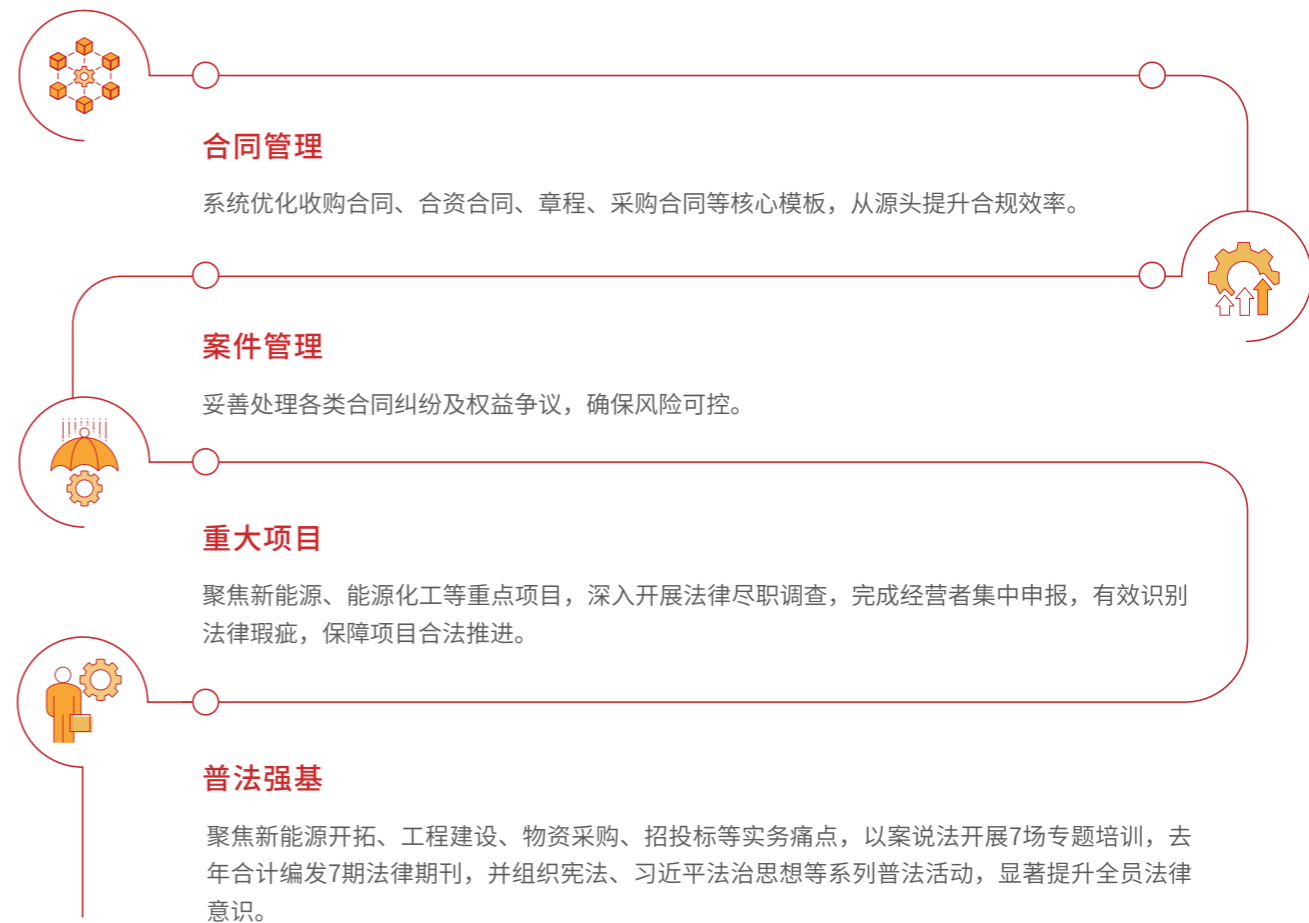 合同管理
系统优化收购合同、合资合同、章程、采购合同等核心模板，从源头提升合规效率。
案件管理
妥善处理各类合同纠纷及权益争议，确保风险可控。
重大项目
聚焦新能源、能源化工等重点项目，深入开展法律尽职调查，完成经营者集中申报，有效识别
法律瑕疵，保障项目合法推进。
普法强基
聚焦新能源开拓、工程建设、物资采购、招投标等实务痛点，以案说法开展7场专题培训，去
年合计编发7期法律期刊，并组织宪法、习近平法治思想等系列普法活动，显著提升全员法律
意识。